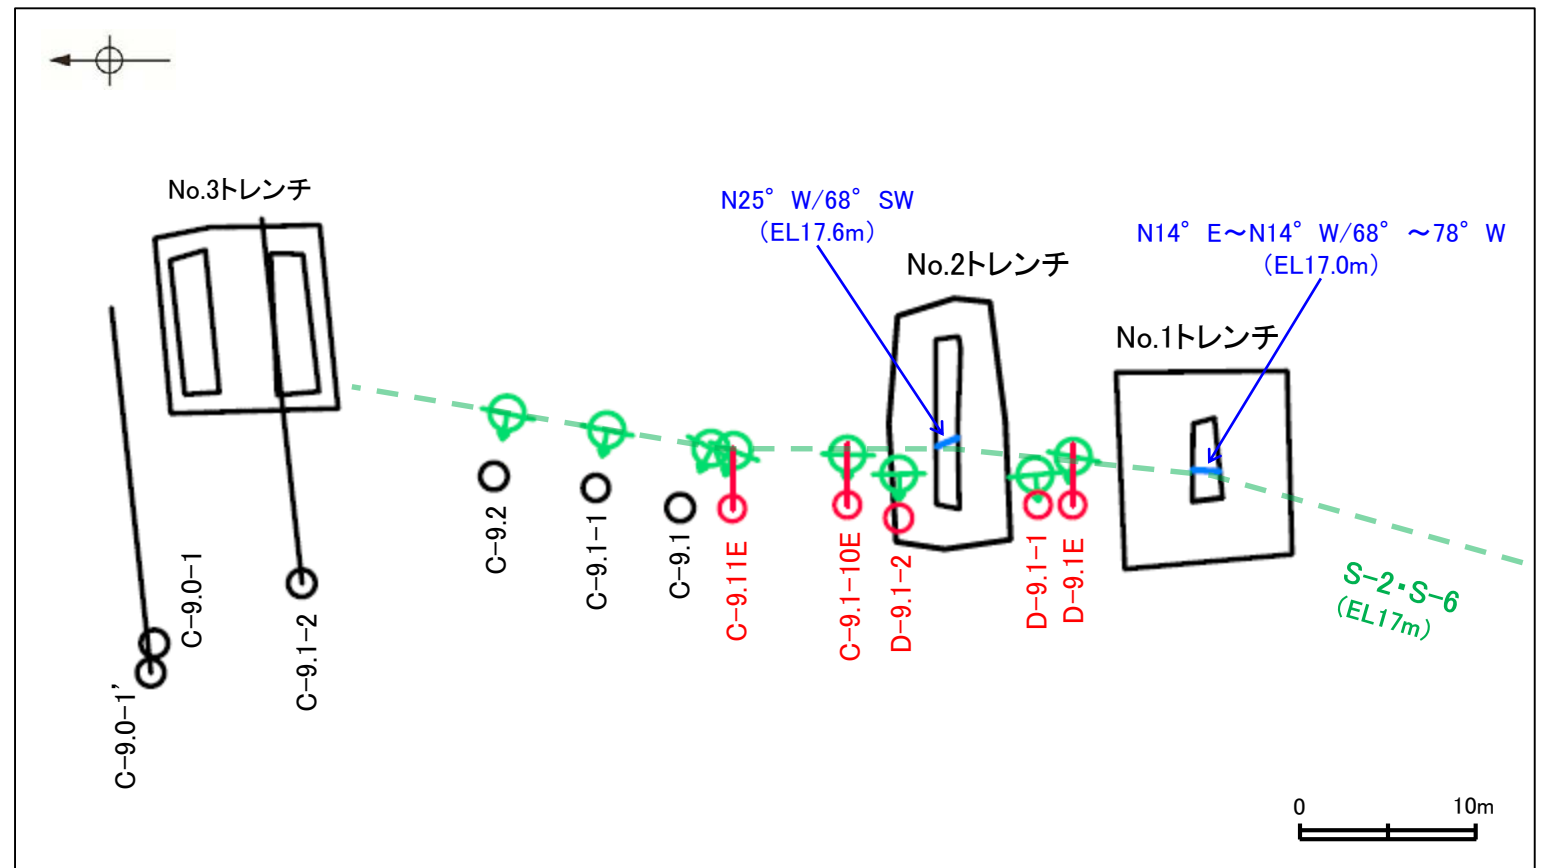 No.3トレンチ
N25°W/68°SW
(EL17.6m)
N14°E～N14°W/68°～78°W
(EL17.0m)
No.2トレンチ
No.1トレンチ
C-9.0-1'
C-9.0-1
C-9.1-2
C-9.2
C-9.1-1
C-9.1
C-9.11E
C-9.1-10E
D-9.1-2
D-9.1-1
D-9.1E
S-2・S-6
(EL17m)
0 10m